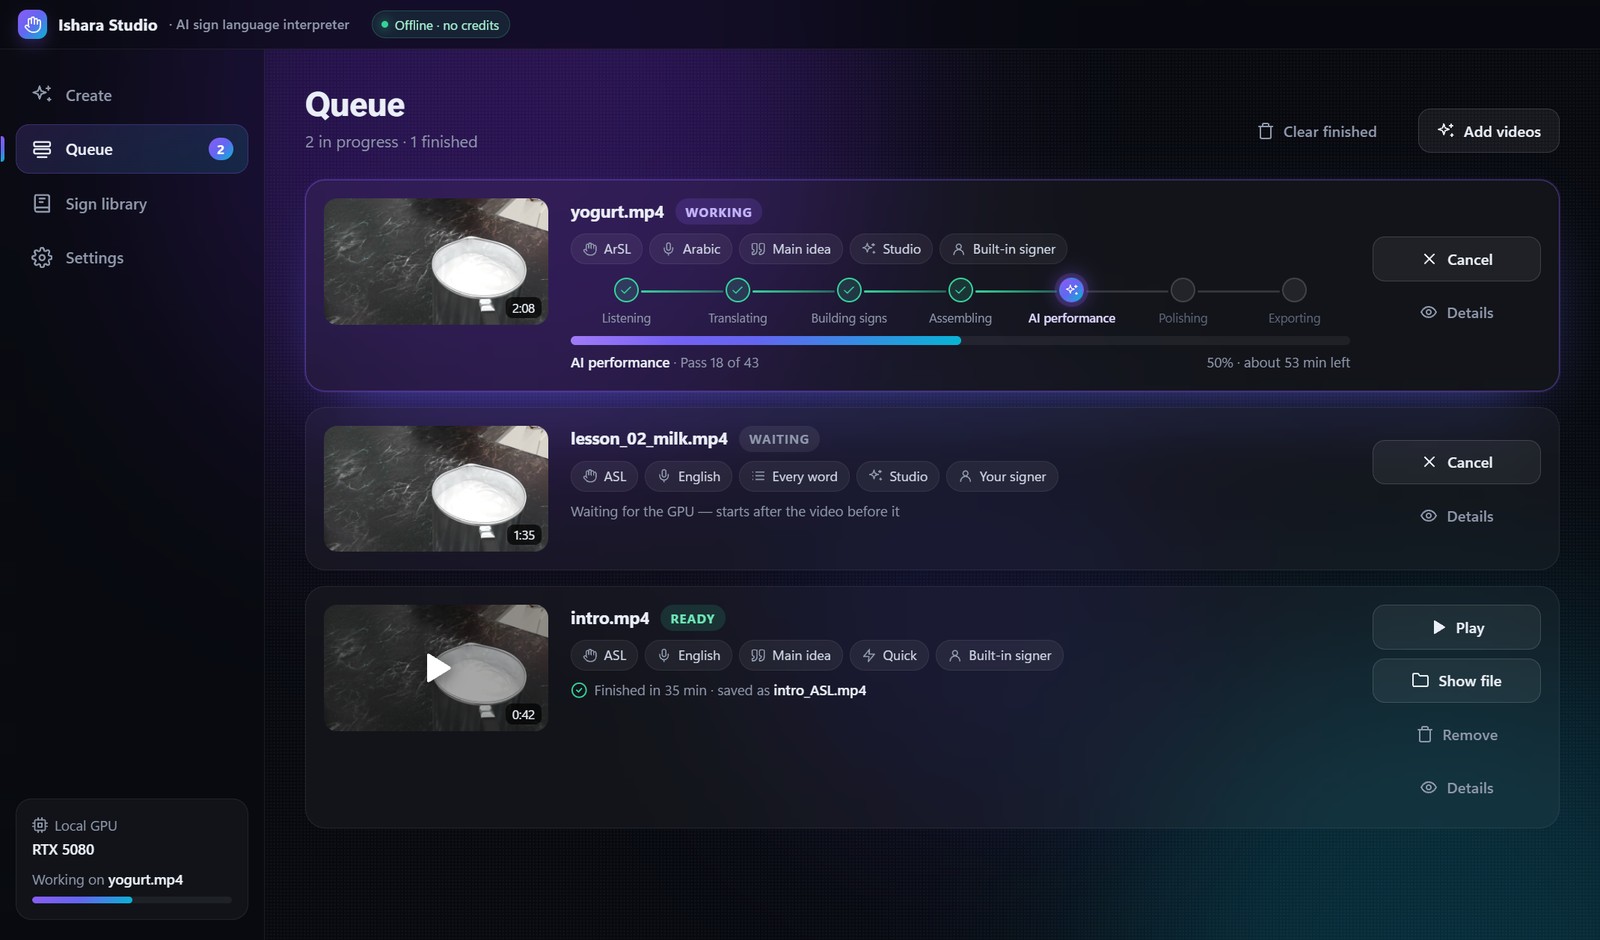 Ishara Studio · AI sign language interpreter Offline · no credits
Create
Queue 2
Sign library
Settings
Local GPU
RTX 5080
Working on yogurt.mp4
Queue
2 in progress · 1 finished
Clear finished
Add videos
2:08
yogurt.mp4 WORKING
ArSL Arabic Main idea Studio Built-in signer
Listening Translating Building signs Assembling AI performance Polishing Exporting
AI performance · Pass 18 of 43 50% · about 53 min left
Cancel
Details
1:35
lesson_02_milk.mp4 WAITING
ASL English Every word Studio Your signer
Waiting for the GPU — starts after the video before it
Cancel
Details
0:42
intro.mp4 READY
ASL English Main idea Quick Built-in signer
Finished in 35 min · saved as intro_ASL.mp4
Play
Show file
Remove
Details